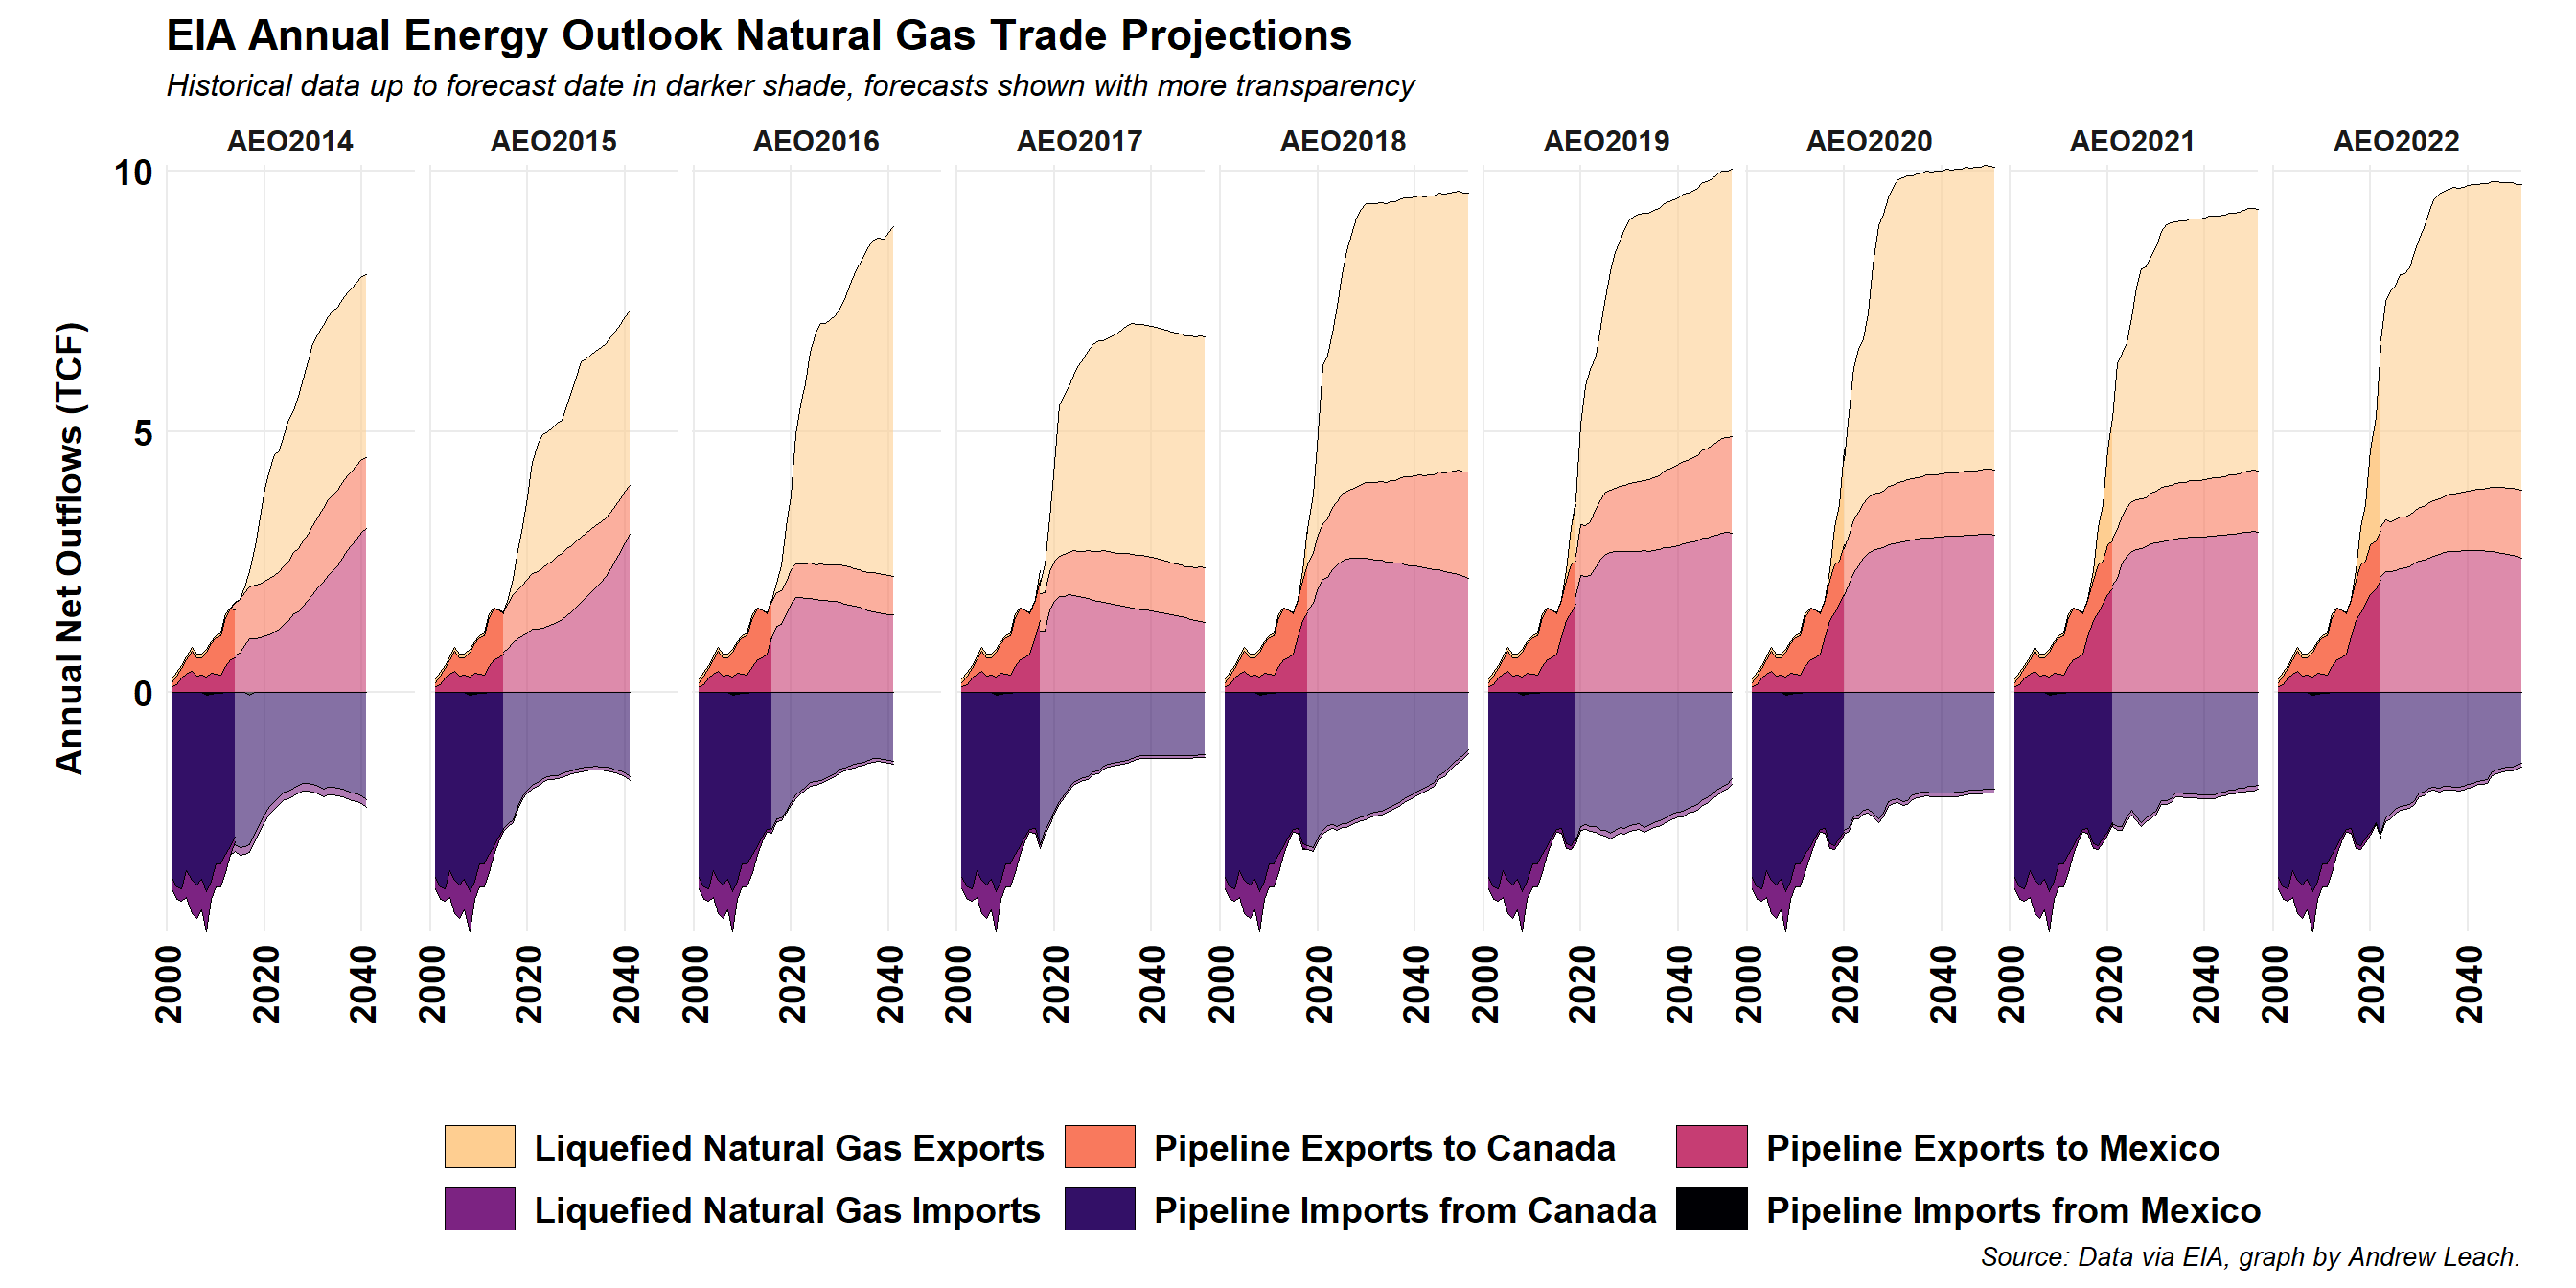 EIA Annual Energy Outlook Natural Gas Trade Projections
Historical data up to forecast date in darker shade, forecasts shown with more transparency
AEO2014 AEO2015 AEO2016 AEO2017 AEO2018 AEO2019 AEO2020 AEO2021 AEO2022
Annual Net Outflows (TCF)
10
5
0
2000 2020 2040 2000 2020 2040 2000 2020 2040 2000 2020 2040 2000 2020 2040 2000 2020 2040 2000 2020 2040 2000 2020 2040 2000 2020 2040
Liquefied Natural Gas Exports Pipeline Exports to Canada Pipeline Exports to Mexico
Liquefied Natural Gas Imports Pipeline Imports from Canada Pipeline Imports from Mexico
Source: Data via EIA, graph by Andrew Leach.